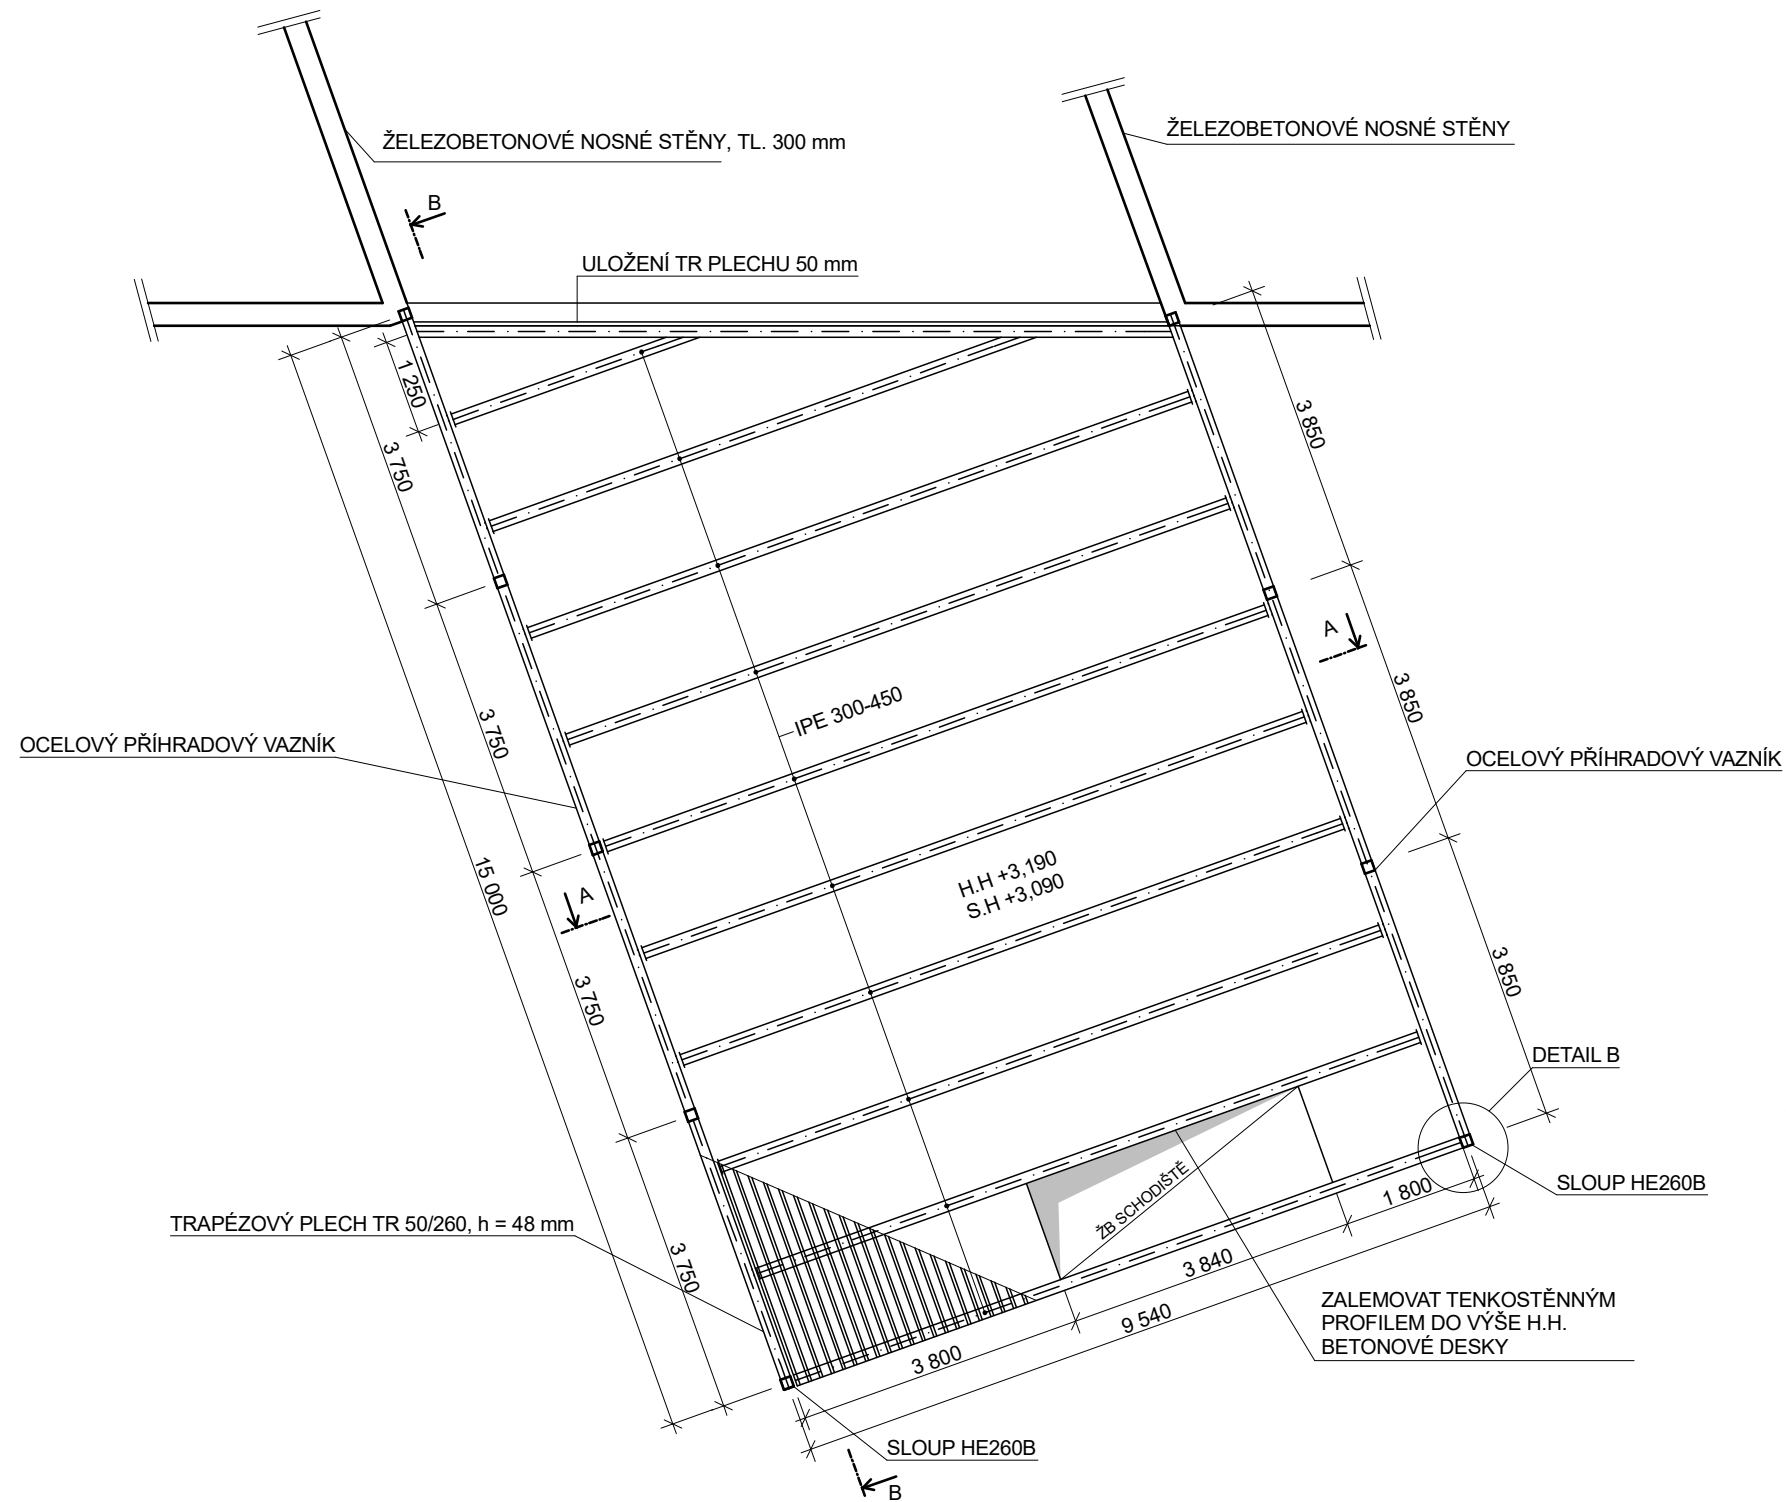 ŽELEZOBETONOVÉ NOSNÉ STĚNY, TL. 300 mm
ŽELEZOBETONOVÉ NOSNÉ STĚNY
B
ULOŽENÍ TR PLECHU 50 mm
1 250
3 750
3 850
A
IPE 300-450
3 750
3 850
OCELOVÝ PŘÍHRADOVÝ VAZNÍK
OCELOVÝ PŘÍHRADOVÝ VAZNÍK
15 000
A
H.H +3,190
S.H +3,090
3 750
3 850
DETAIL B
ŽB SCHODIŠTĚ
1 800
SLOUP HE260B
TRAPÉZOVÝ PLECH TR 50/260, h = 48 mm
3 750
3 840
9 540
3 800
ZALEMOVAT TENKOSTĚNNÝM
PROFILEM DO VÝŠE H.H.
BETONOVÉ DESKY
SLOUP HE260B
B